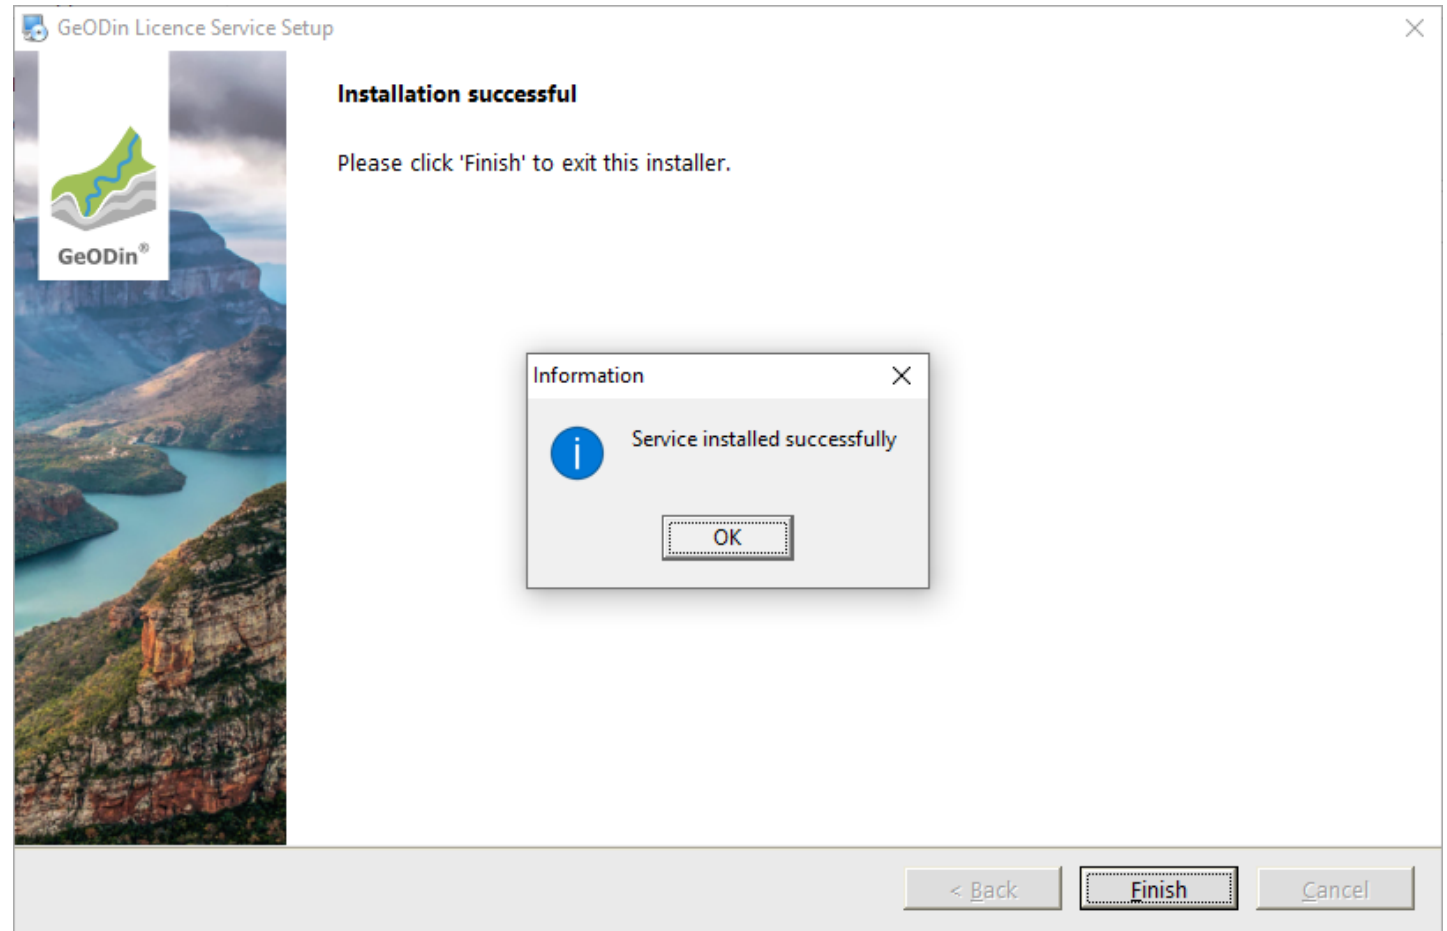 GeODin Licence Service Setup
Installation successful
Please click 'Finish' to exit this installer.
GeODin®
Information
Service installed successfully
OK
< Back
Finish
Cancel